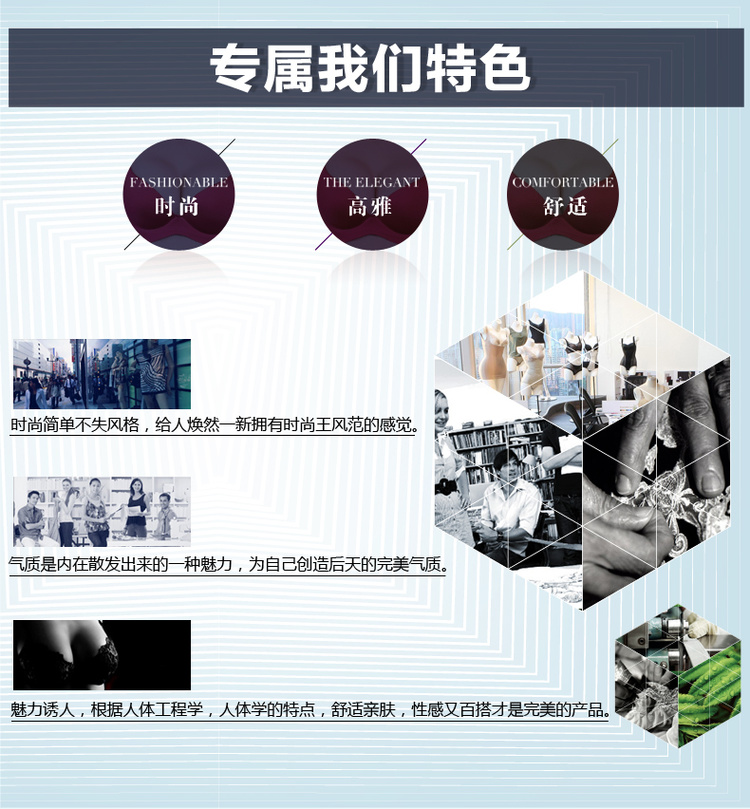 专属我们特色
FASHIONABLE
时尚
THE ELEGANT
高雅
COMFORTABLE
舒适
时尚简单不失风格，给人焕然一新拥有时尚王风范的感觉。
气质是内在散发出来的一种魅力，为自己创造后天的完美气质。
魅力诱人，根据人体工程学，人体学的特点，舒适亲肤，性感又百搭才是完美的产品。